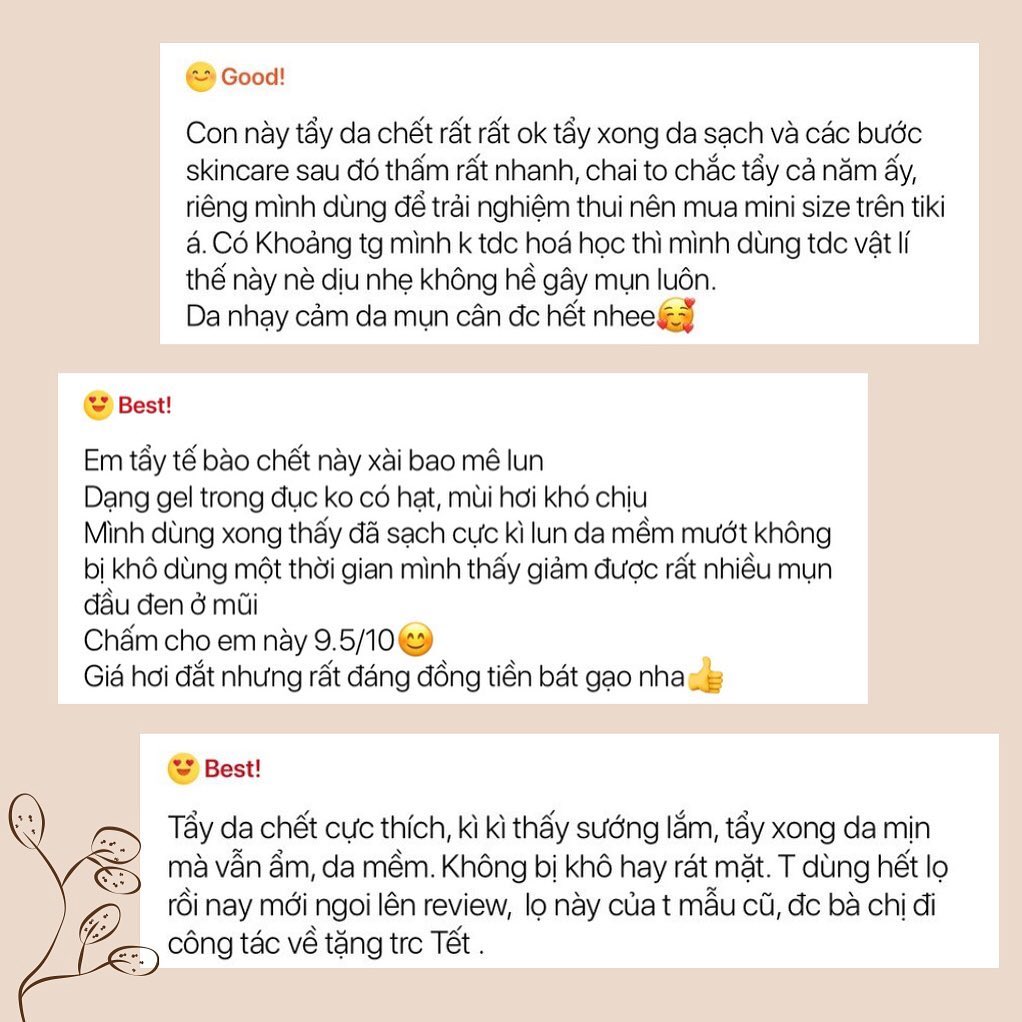 😊 Good!
Con này tẩy da chết rất rất ok tẩy xong da sạch và các bước
skincare sau đó thấm rất nhanh, chai to chắc tẩy cả năm ấy,
riêng mình dùng để trải nghiệm thui nên mua mini size trên tiki
á. Có Khoảng tg mình k tdc hoá học thì mình dùng tdc vật lí
thế này nè dịu nhẹ không hề gây mụn luôn.
Da nhạy cảm da mụn cân đc hết nhee🥰
😍 Best!
Em tẩy tế bào chết này xài bao mê lun
Dạng gel trong đục ko có hạt, mùi hơi khó chịu
Mình dùng xong thấy đã sạch cực kì lun da mềm mướt không
bị khô dùng một thời gian mình thấy giảm được rất nhiều mụn
đầu đen ở mũi
Chấm cho em này 9.5/10😊
Giá hơi đắt nhưng rất đáng đồng tiền bát gạo nha👍
😍 Best!
Tẩy da chết cực thích, kì kì thấy sướng lắm, tẩy xong da mịn
mà vẫn ẩm, da mềm. Không bị khô hay rát mặt. T dùng hết lọ
rồi nay mới ngoi lên review, lọ này của t mẫu cũ, đc bà chị đi
công tác về tặng trc Tết .